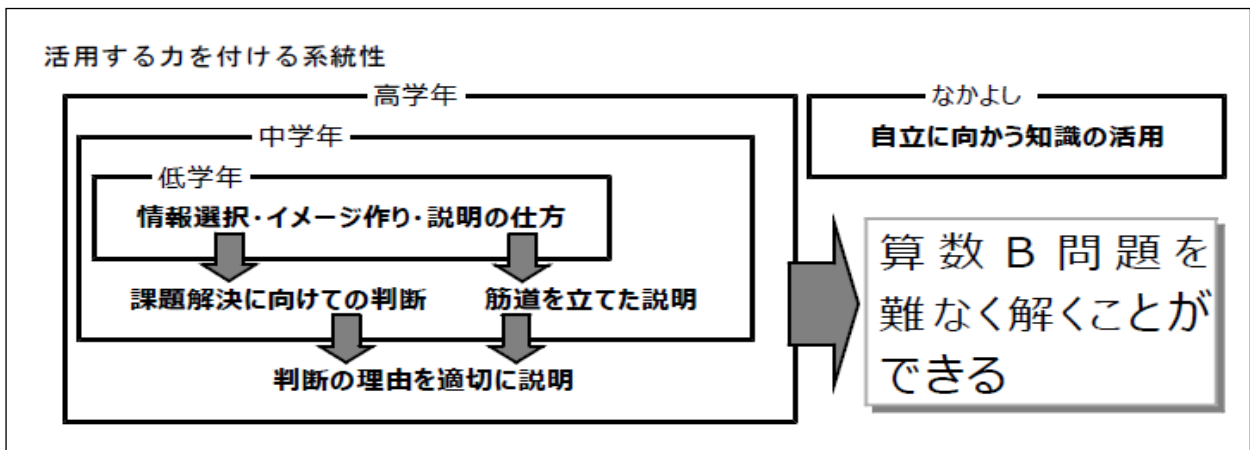 活用する力を付ける系統性
高学年
中学年
低学年
情報選択・イメージ作り・説明の仕方
課題解決に向けての判断
筋道を立てた説明
判断の理由を適切に説明
なかよし
自立に向かう知識の活用
算数B問題を
難なく解くことが
できる